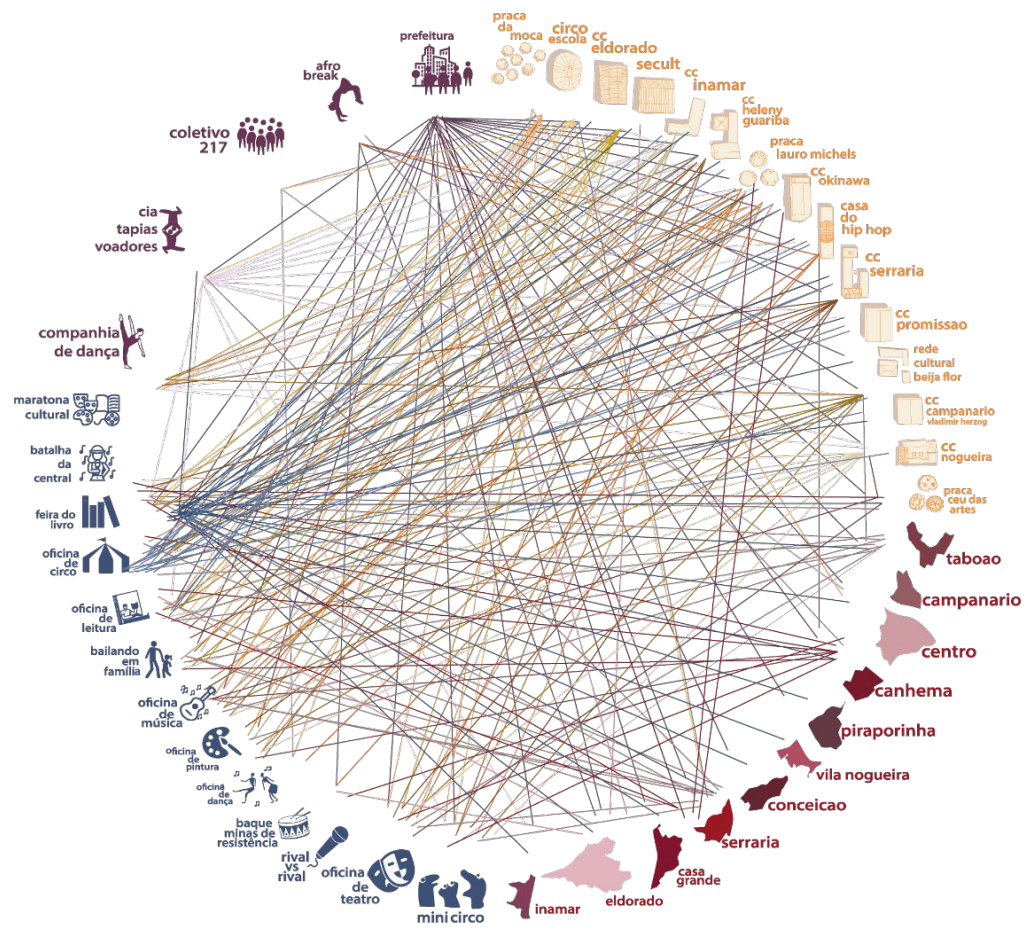 prefeitura
afro
break
coletivo
217
cia
tapias
voadores
companhia
de dança
maratona
cultural
batalha
da
central
feira do
livro
oficina
de
circo
oficina
de
leitura
bailando
em
família
oficina
de
música
oficina
de
pintura
oficina
de
dança
baque
minas de
resistência
rival
vs
rival
oficina
de
teatro
mini circo
praca
da
moca
circo
escola
cc
eldorado
secult
cc
inamar
cc
heleny
guariba
praca
lauro michels
cc
okinawa
casa
do
hip hop
cc
serraria
cc
promissao
rede
cultural
beija flor
cc
campanario
vladimir herzog
cc
nogueira
praca
ceu das
artes
taboao
campanario
centro
canhema
piraporinha
vila nogueira
conceicao
serraria
casa
grande
eldorado
inamar